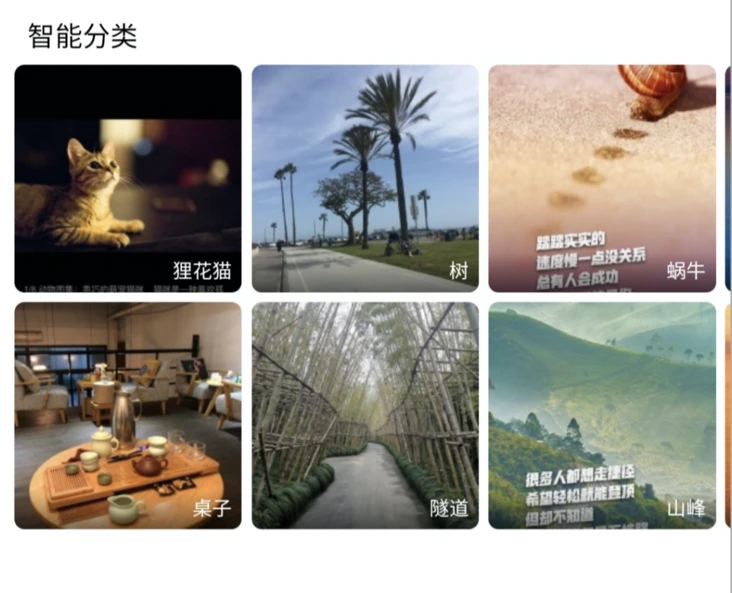 智能分类
狸花猫
树
踏踏实实的
速度慢一点没关系
总有人会成功
蜗牛
桌子
隧道
很多人都想走捷径
希望轻松就能登顶
但却不知道
山峰